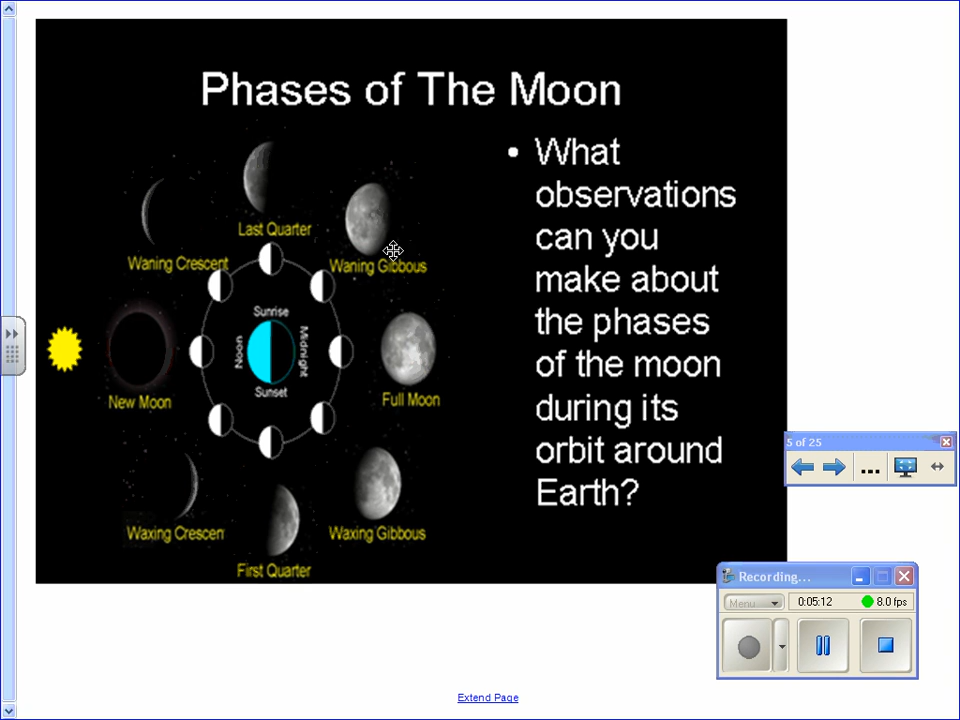 Phases of The Moon
• What
observations
can you
make about
the phases
of the moon
during its
orbit around
Earth?
Last Quarter
Waning Crescent
Waning Gibbous
Sunrise
Noon
Midnight
Sunset
New Moon
Full Moon
Waxing Crescen
Waxing Gibbous
First Quarter
5 of 25
...
Recording...
Menu
0:05:12
8.0 fps
Extend Page